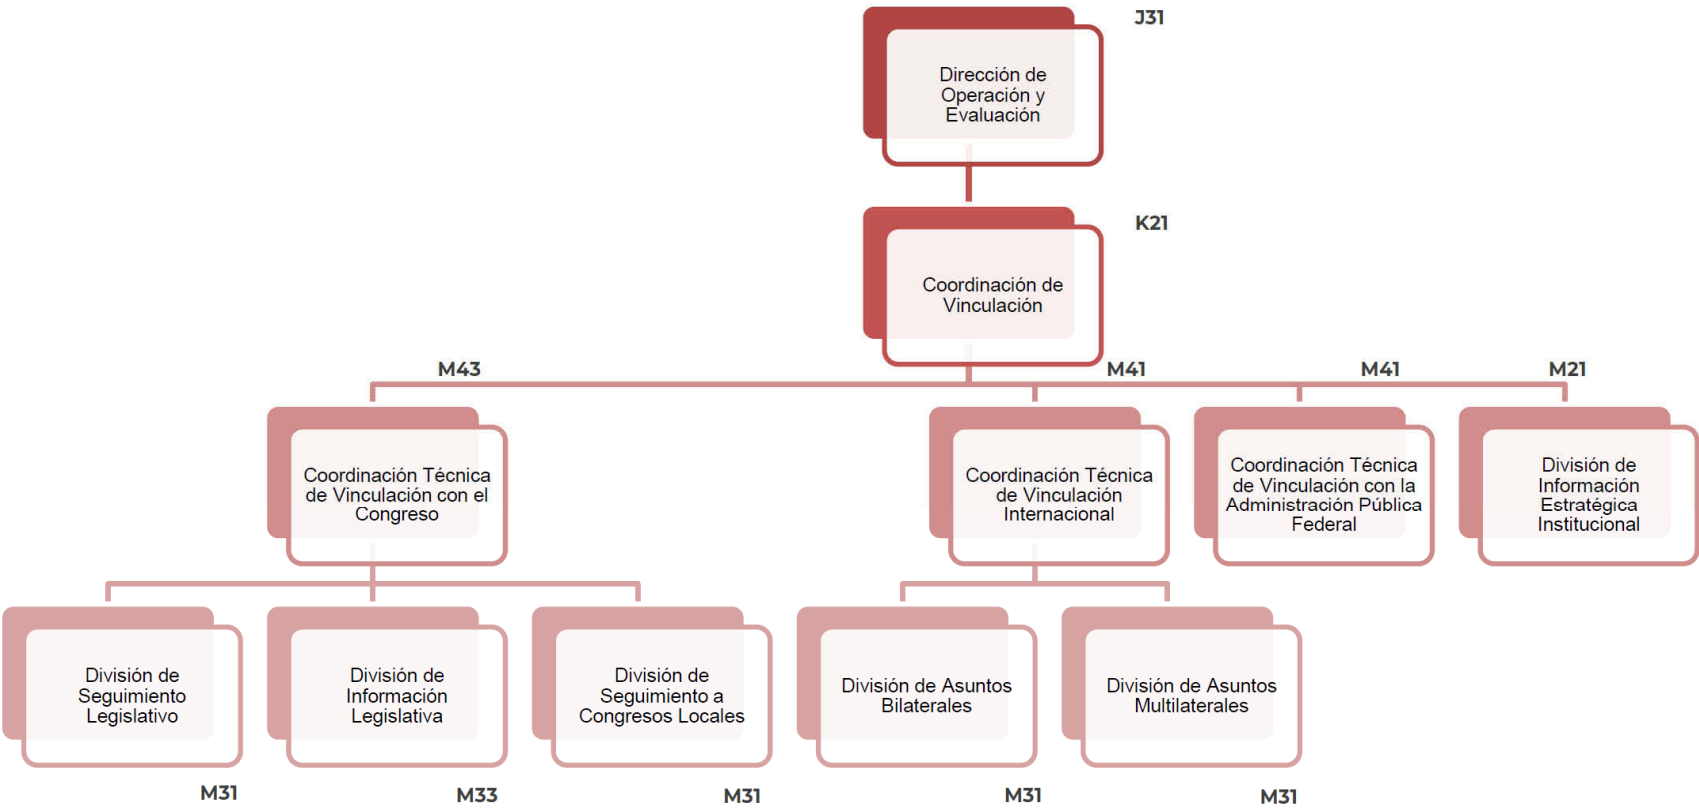 J31
Dirección de
Operación y
Evaluación
K21
Coordinación de
Vinculación
M43
M41
M41
M21
Coordinación Técnica
de Vinculación con el
Congreso
Coordinación Técnica
de Vinculación
Internacional
Coordinación Técnica
de Vinculación con la
Administración Pública
Federal
División de
Información
Estratégica
Institucional
División de
Seguimiento
Legislativo
División de
Información
Legislativa
División de
Seguimiento a
Congresos Locales
División de Asuntos
Bilaterales
División de Asuntos
Multilaterales
M31
M33
M31
M31
M31